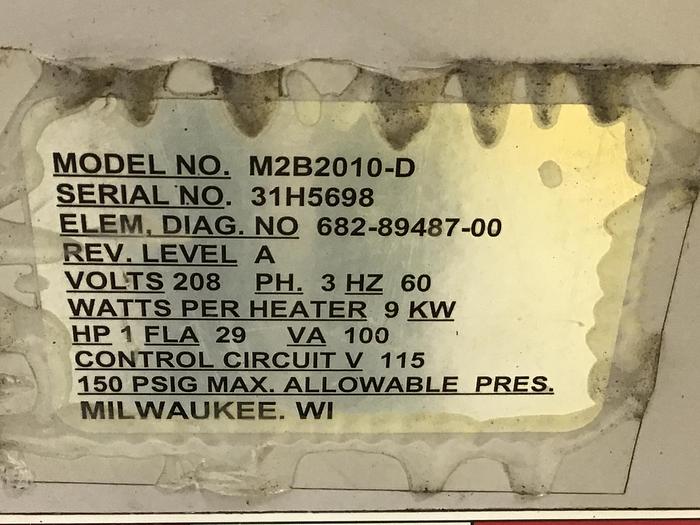 MODEL NO. M2B2010-D
SERIAL NO. 31H5698
ELEM, DIAG. NO 682-89487-00
REV. LEVEL A
VOLTS 208 PH. 3 HZ 60
WATTS PER HEATER 9 KW
HP 1 FLA 29 VA 100
CONTROL CIRCUIT V 115
150 PSIG MAX. ALLOWABLE PRES.
MILWAUKEE. WI